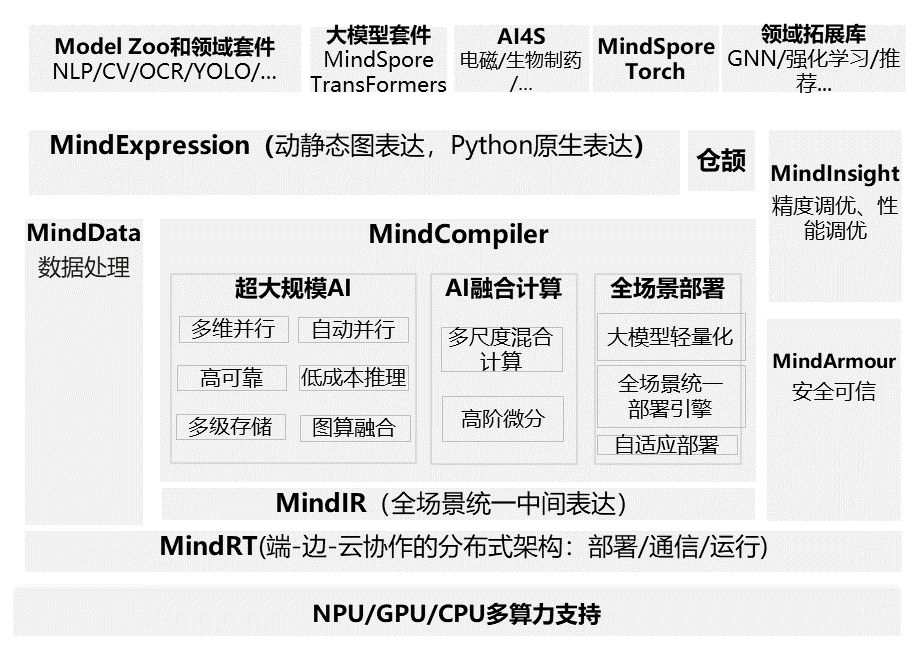 Model Zoo和领域套件
NLP/CV/OCR/YOLO/...
大模型套件
MindSpore
TransFormers
AI4S
电磁/生物制药
/...
MindSpore
Torch
领域拓展库
GNN/强化学习/推
荐...
MindExpression（动静态图表达，Python原生表达）
仓颉
MindInsight
精度调优、性
能调优
MindData
数据处理
MindCompiler
超大规模AI
多维并行
自动并行
高可靠
低成本推理
多级存储
图算融合
AI融合计算
多尺度混合
计算
高阶微分
全场景部署
大模型轻量化
全场景统一
部署引擎
自适应部署
MindArmour
安全可信
MindIR（全场景统一中间表达）
MindRT(端-边-云协作的分布式架构：部署/通信/运行)
NPU/GPU/CPU多算力支持